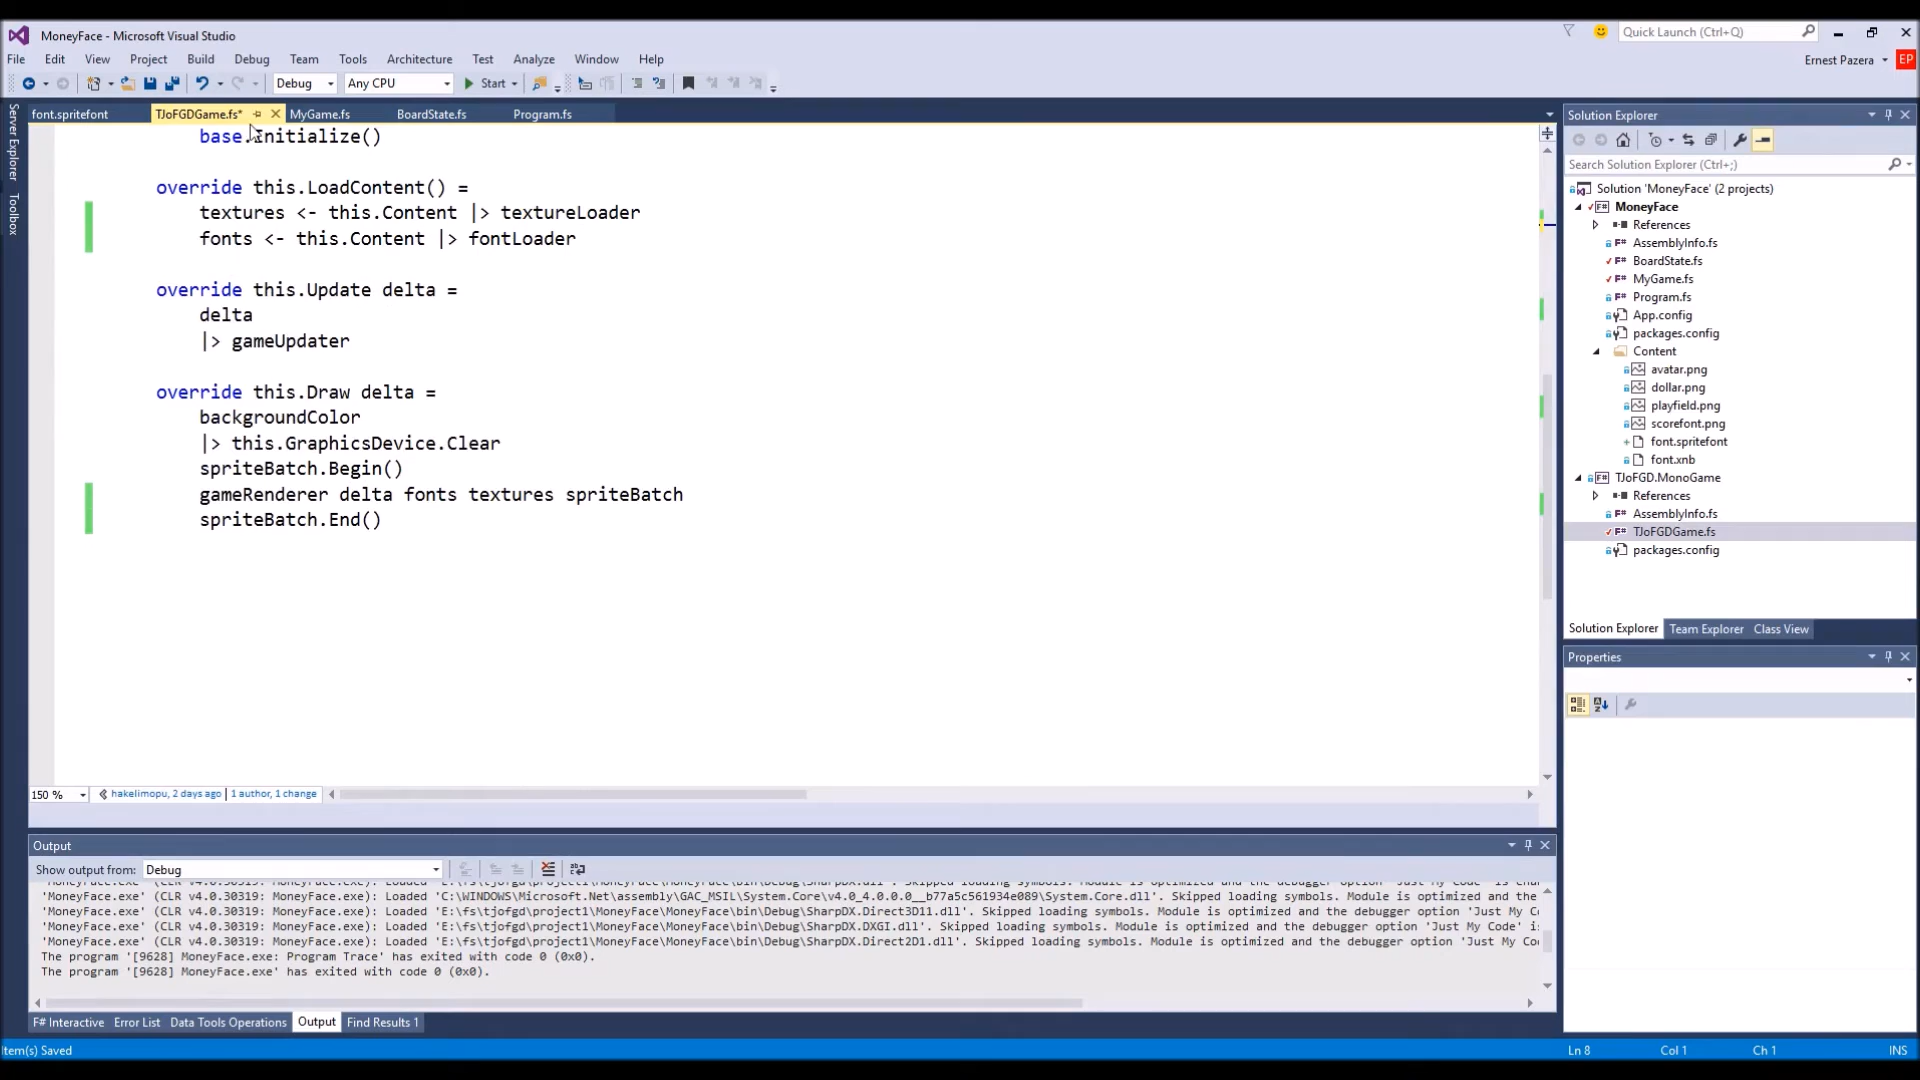 MoneyFace - Microsoft Visual Studio
Quick Launch (Ctrl+Q)
File Edit View Project Build Debug Team Tools Architecture Test Analyze Window Help
Ernest Pazera EP
Debug Any CPU Start
font.spritefont TJoFGDGame.fs* MyGame.fs BoardState.fs Program.fs
Server Explorer
Toolbox
base.Initialize()
override this.LoadContent() =
textures <- this.Content |> textureLoader
fonts <- this.Content |> fontLoader
override this.Update delta =
delta
|> gameUpdater
override this.Draw delta =
backgroundColor
|> this.GraphicsDevice.Clear
spriteBatch.Begin()
gameRenderer delta fonts textures spriteBatch
spriteBatch.End()
150 % hakelimopu, 2 days ago | 1 author, 1 change
Solution Explorer
Search Solution Explorer (Ctrl+;)
Solution 'MoneyFace' (2 projects)
MoneyFace
References
AssemblyInfo.fs
BoardState.fs
MyGame.fs
Program.fs
App.config
packages.config
Content
avatar.png
dollar.png
playfield.png
scorefont.png
font.spritefont
font.xnb
TJoFGD.MonoGame
References
AssemblyInfo.fs
TJoFGDGame.fs
packages.config
Solution Explorer Team Explorer Class View
Properties
Output
Show output from: Debug
'MoneyFace.exe' (CLR v4.0.30319: MoneyFace.exe): Loaded 'C:\WINDOWS\Microsoft.Net\assembly\GAC_MSIL\System.Core\v4.0_4.0.0.0__b77a5c561934e089\System.Core.dll'. Skipped loading symbols. Module is optimized and the
'MoneyFace.exe' (CLR v4.0.30319: MoneyFace.exe): Loaded 'E:\fs\tjofgd\project1\MoneyFace\MoneyFace\bin\Debug\SharpDX.Direct3D11.dll'. Skipped loading symbols. Module is optimized and the debugger option 'Just My
'MoneyFace.exe' (CLR v4.0.30319: MoneyFace.exe): Loaded 'E:\fs\tjofgd\project1\MoneyFace\MoneyFace\bin\Debug\SharpDX.DXGI.dll'. Skipped loading symbols. Module is optimized and the debugger option 'Just My Code'
'MoneyFace.exe' (CLR v4.0.30319: MoneyFace.exe): Loaded 'E:\fs\tjofgd\project1\MoneyFace\MoneyFace\bin\Debug\SharpDX.Direct2D1.dll'. Skipped loading symbols. Module is optimized and the debugger option 'Just My
The program '[9628] MoneyFace.exe: Program Trace' has exited with code 0 (0x0).
The program '[9628] MoneyFace.exe' has exited with code 0 (0x0).
F# Interactive Error List Data Tools Operations Output Find Results 1
Item(s) Saved Ln 8 Col 1 Ch 1 INS